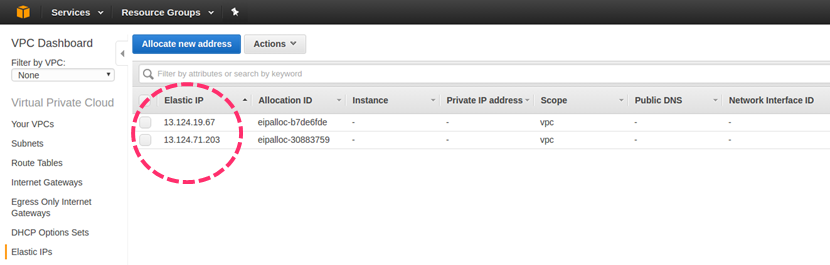 Services Resource Groups
VPC Dashboard
Filter by VPC:
None
Virtual Private Cloud
Your VPCs
Subnets
Route Tables
Internet Gateways
Egress Only Internet
Gateways
DHCP Options Sets
Elastic IPs
Allocate new address Actions
Filter by attributes or search by keyword
Elastic IP Allocation ID Instance Private IP address Scope Public DNS Network Interface ID
13.124.19.67 eipalloc-b7de6fde - - vpc - -
13.124.71.203 eipalloc-30883759 - - vpc - -